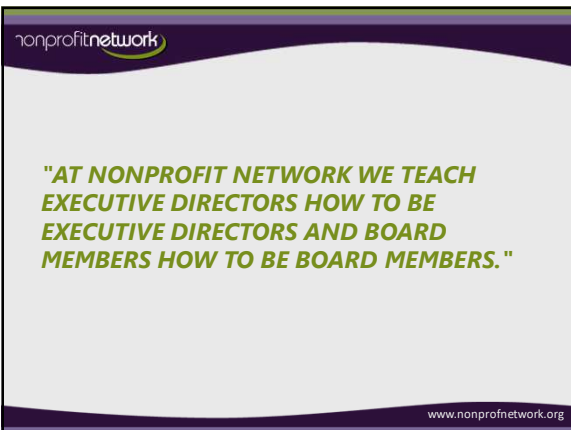 nonprofitnetwork
"AT NONPROFIT NETWORK WE TEACH
EXECUTIVE DIRECTORS HOW TO BE
EXECUTIVE DIRECTORS AND BOARD
MEMBERS HOW TO BE BOARD MEMBERS."
www.nonprofnetwork.org